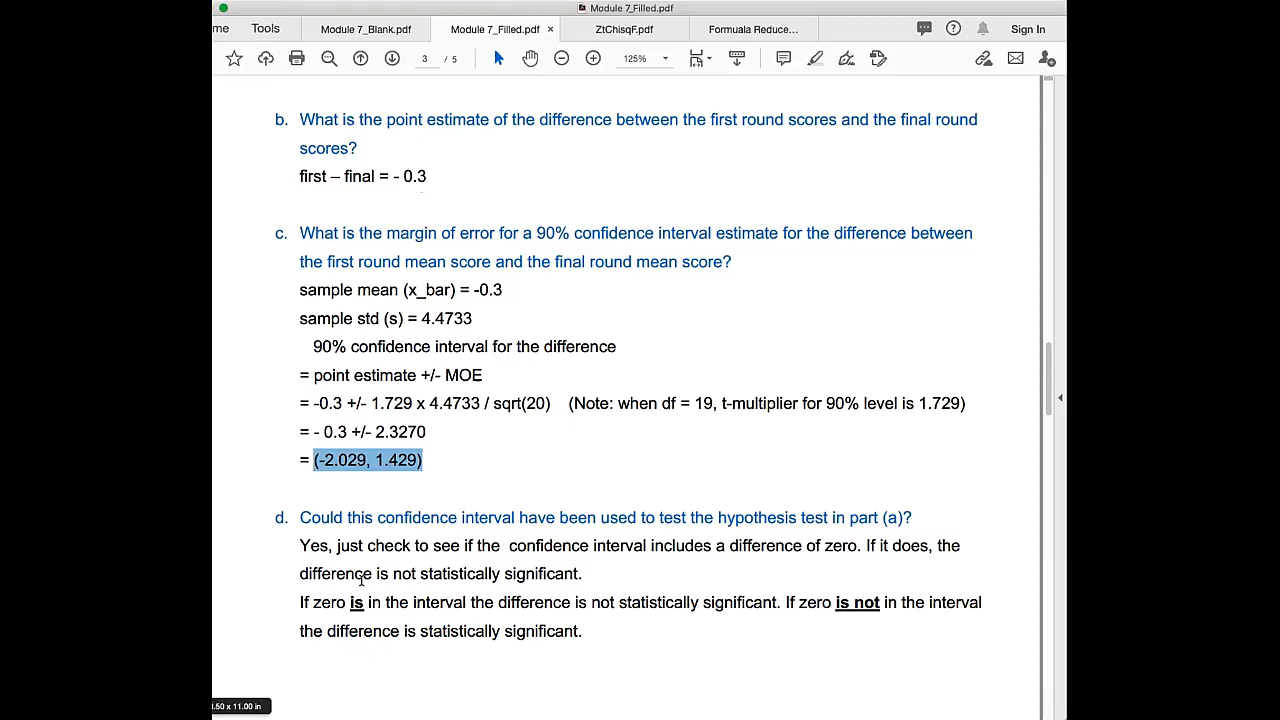 Module 7_Filled.pdf
me Tools Module 7_Blank.pdf Module 7_Filled.pdf × ZtChisqF.pdf Formuala Reduce... Sign In
3 / 5 125%
b. What is the point estimate of the difference between the first round scores and the final round
scores?
first – final = - 0.3
c. What is the margin of error for a 90% confidence interval estimate for the difference between
the first round mean score and the final round mean score?
sample mean (x_bar) = -0.3
sample std (s) = 4.4733
90% confidence interval for the difference
= point estimate +/- MOE
= -0.3 +/- 1.729 x 4.4733 / sqrt(20) (Note: when df = 19, t-multiplier for 90% level is 1.729)
= - 0.3 +/- 2.3270
= (-2.029, 1.429)
d. Could this confidence interval have been used to test the hypothesis test in part (a)?
Yes, just check to see if the confidence interval includes a difference of zero. If it does, the
difference is not statistically significant.
If zero is in the interval the difference is not statistically significant. If zero is not in the interval
the difference is statistically significant.
.50 x 11.00 in